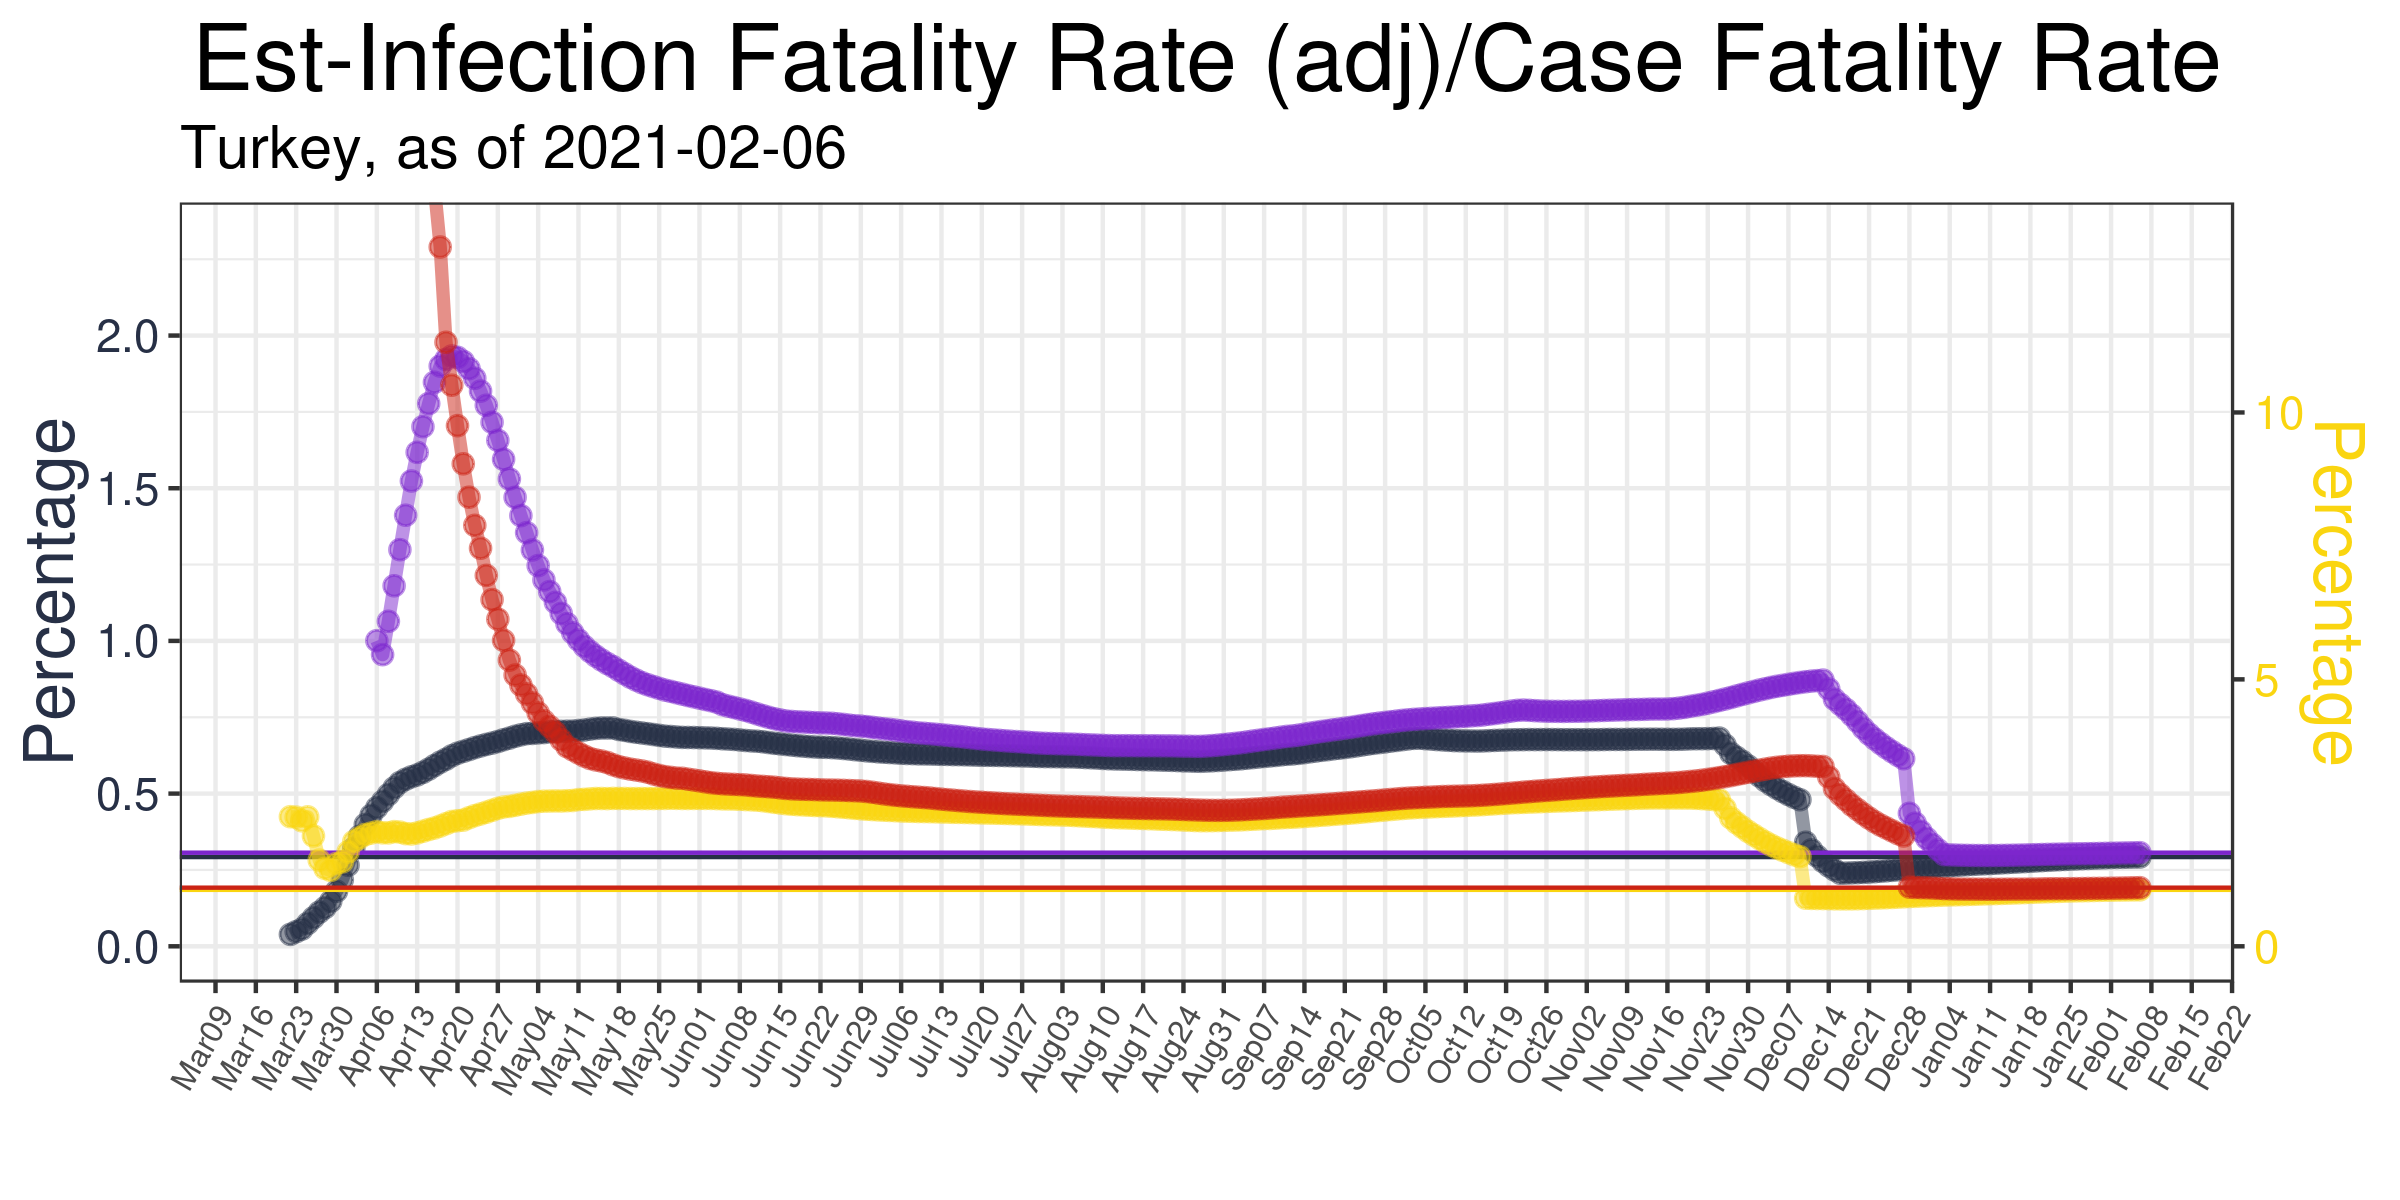 Est-Infection Fatality Rate (adj)/Case Fatality Rate
Turkey, as of 2021-02-06
Percentage
2.0
1.5
1.0
0.5
0.0
10
5
0
Percentage
Mar09 Mar16 Mar23 Mar30 Apr06 Apr13 Apr20 Apr27 May04 May11 May18 May25 Jun01 Jun08 Jun15 Jun22 Jun29 Jul06 Jul13 Jul20 Jul27 Aug03 Aug10 Aug17 Aug24 Aug31 Sep07 Sep14 Sep21 Sep28 Oct05 Oct12 Oct19 Oct26 Nov02 Nov09 Nov16 Nov23 Nov30 Dec07 Dec14 Dec21 Dec28 Jan04 Jan11 Jan18 Jan25 Feb01 Feb08 Feb15 Feb22